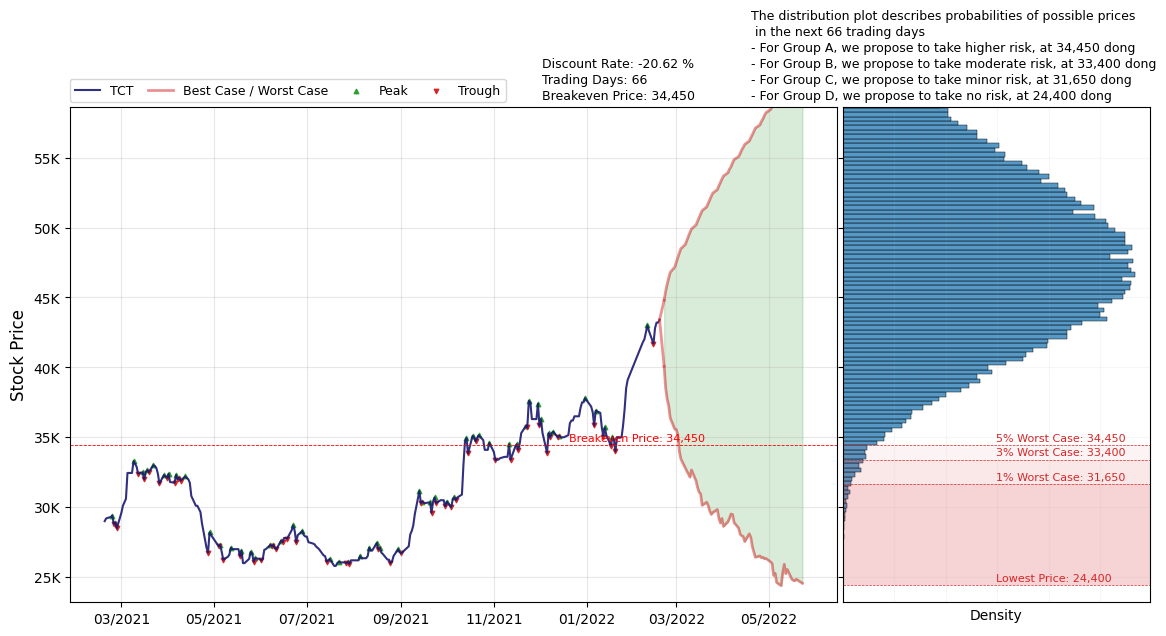 The distribution plot describes probabilities of possible prices
in the next 66 trading days
- For Group A, we propose to take higher risk, at 34,450 dong
- For Group B, we propose to take moderate risk, at 33,400 dong
- For Group C, we propose to take minor risk, at 31,650 dong
- For Group D, we propose to take no risk, at 24,400 dong
Discount Rate: -20.62 %
Trading Days: 66
Breakeven Price: 34,450
TCT
Best Case / Worst Case
Peak
Trough
Stock Price
55K
50K
45K
40K
35K
30K
25K
Breakeven Price: 34,450
5% Worst Case: 34,450
3% Worst Case: 33,400
1% Worst Case: 31,650
Lowest Price: 24,400
03/2021
05/2021
07/2021
09/2021
11/2021
01/2022
03/2022
05/2022
Density